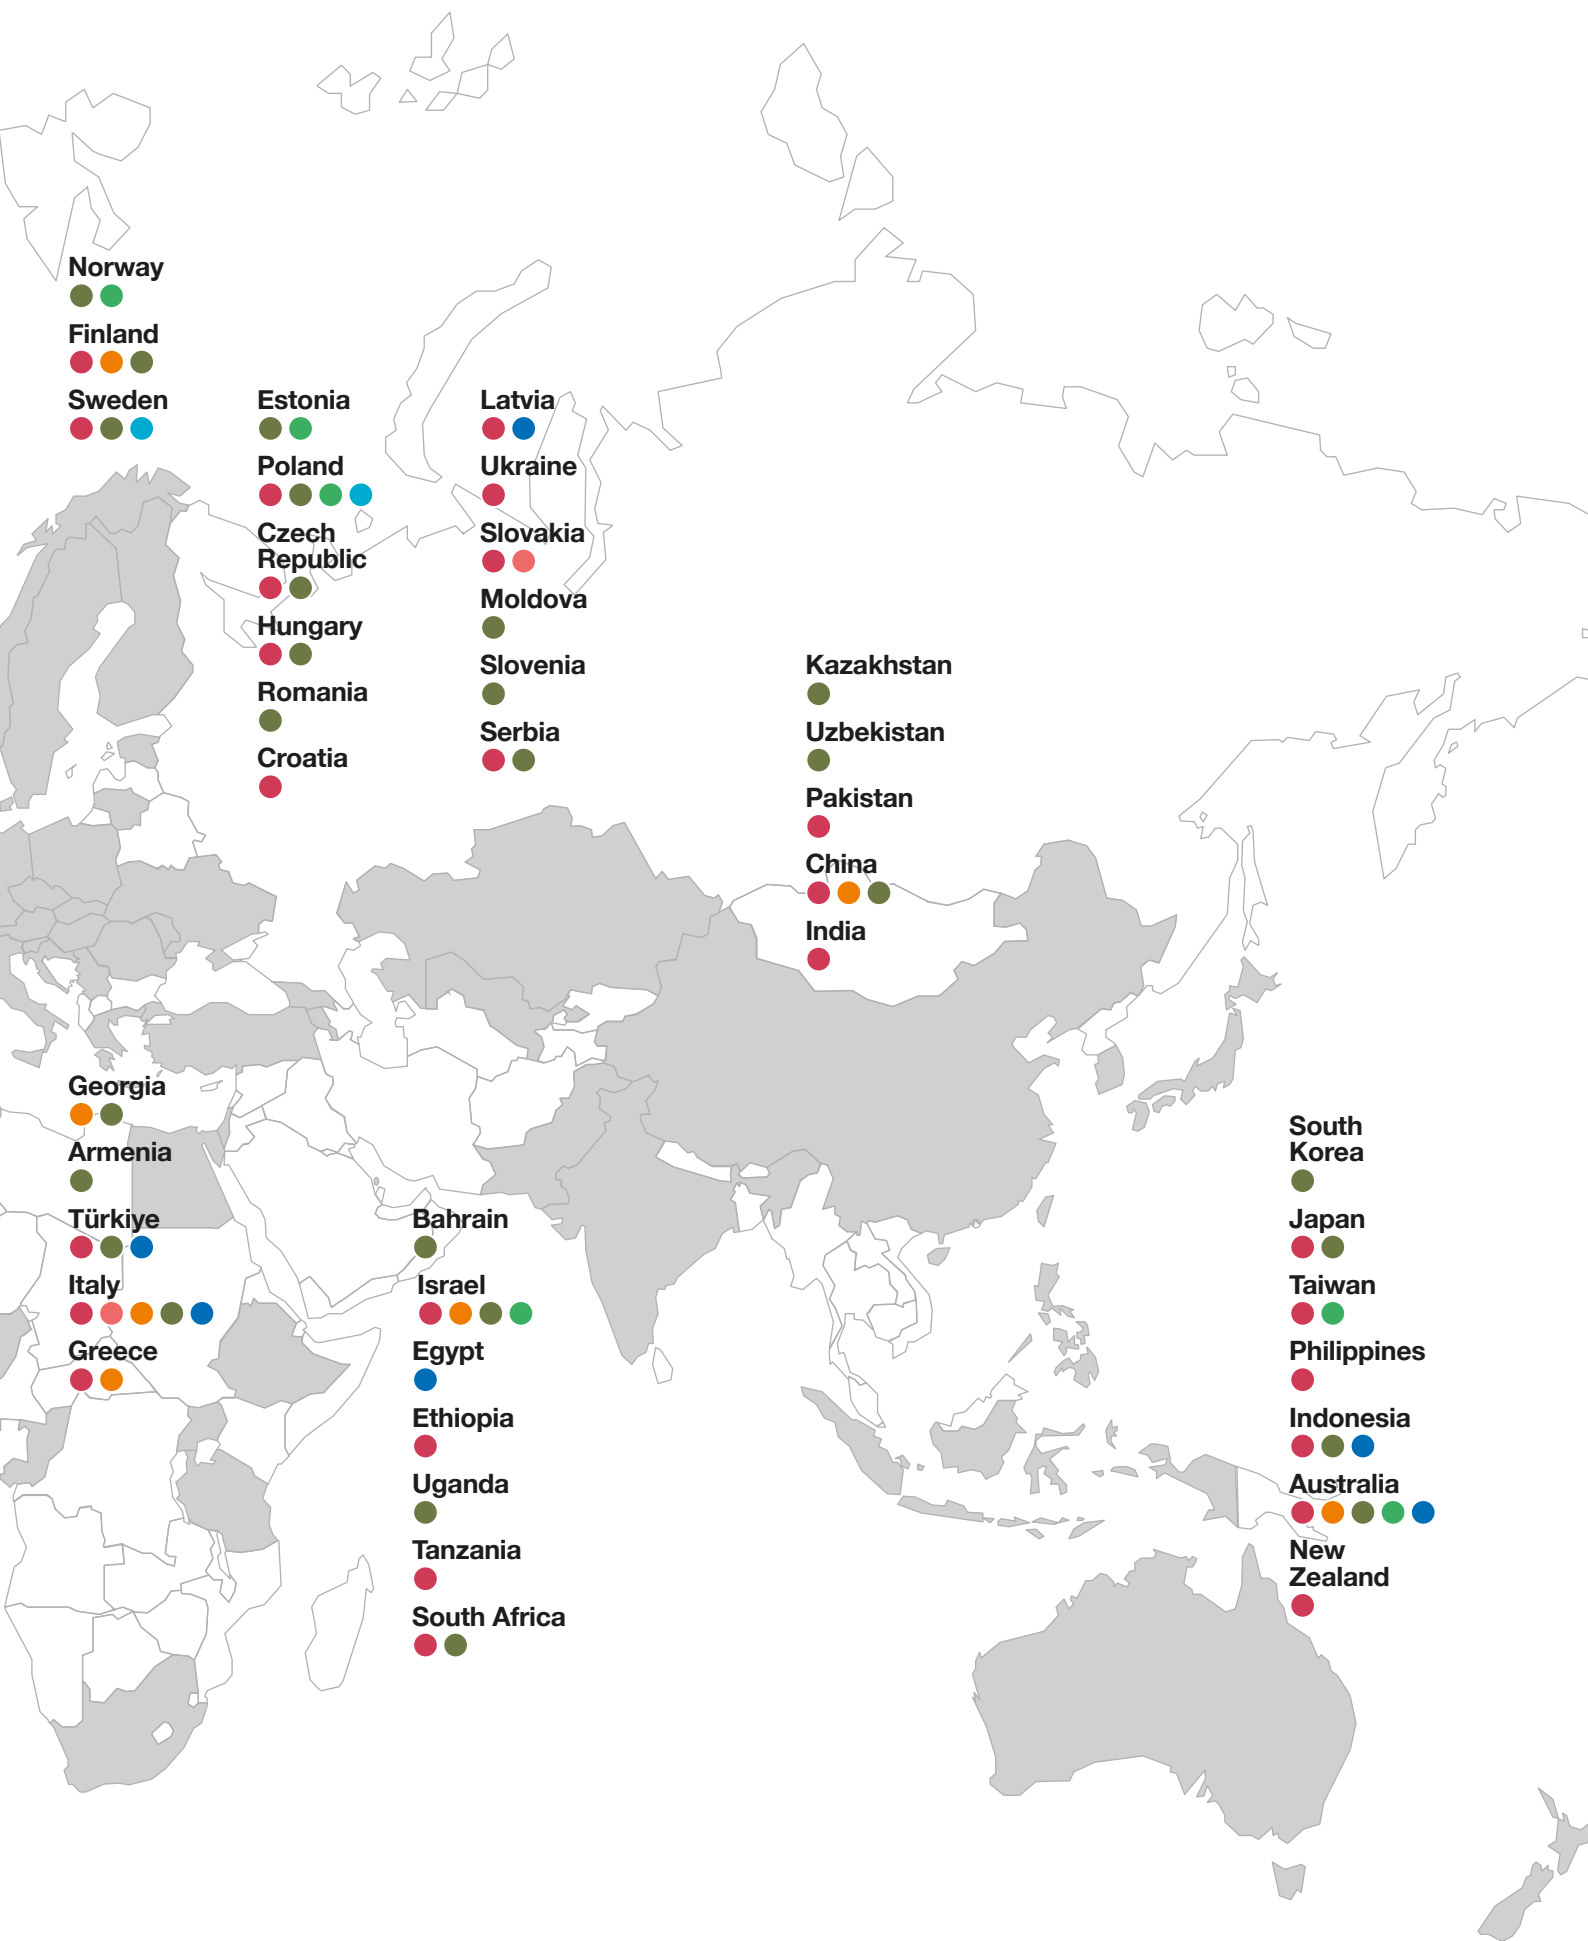 Norway
Finland
Sweden
Estonia
Poland
Czech
Republic
Hungary
Romania
Croatia
Latvia
Ukraine
Slovakia
Moldova
Slovenia
Serbia
Kazakhstan
Uzbekistan
Pakistan
China
India
Georgia
Armenia
Türkiye
Italy
Greece
Bahrain
Israel
Egypt
Ethiopia
Uganda
Tanzania
South Africa
South
Korea
Japan
Taiwan
Philippines
Indonesia
Australia
New
Zealand